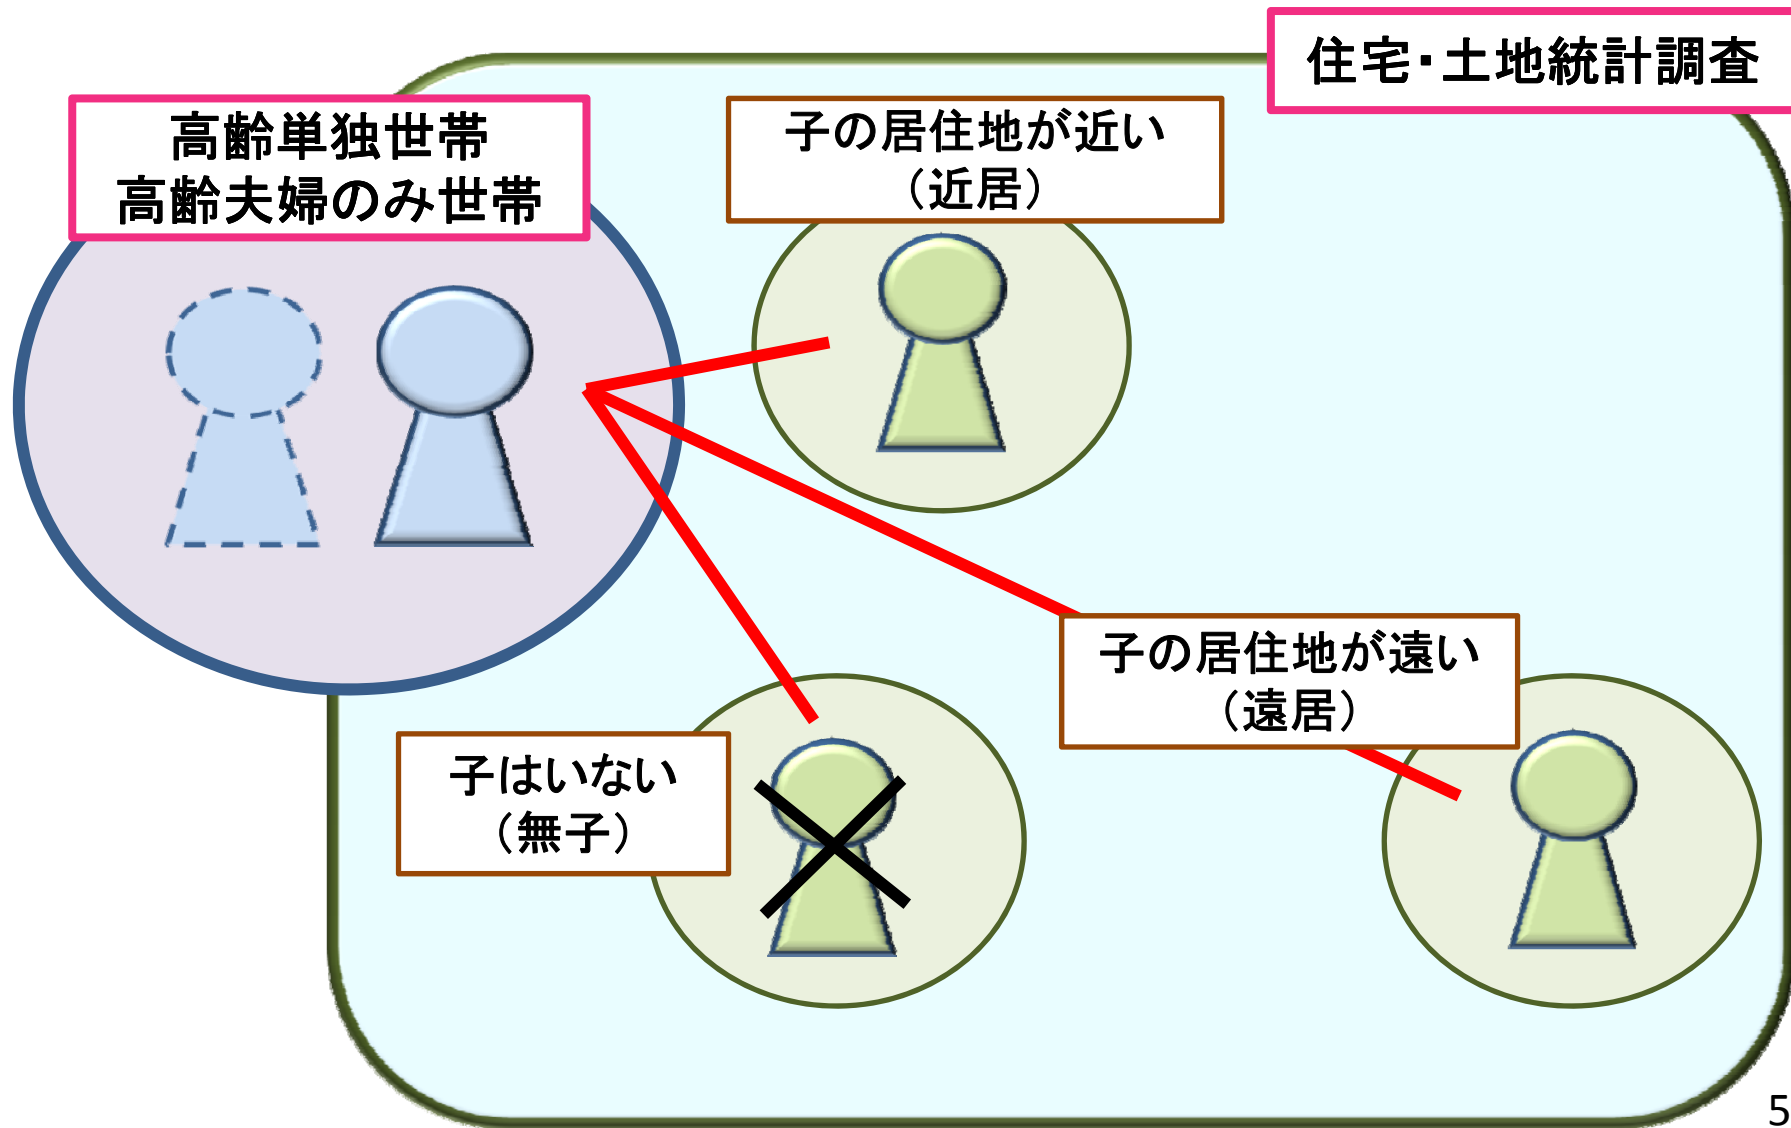 住宅・土地統計調査
高齢単独世帯
高齢夫婦のみ世帯
子の居住地が近い
（近居）
子の居住地が遠い
（遠居）
子はいない
（無子）
5